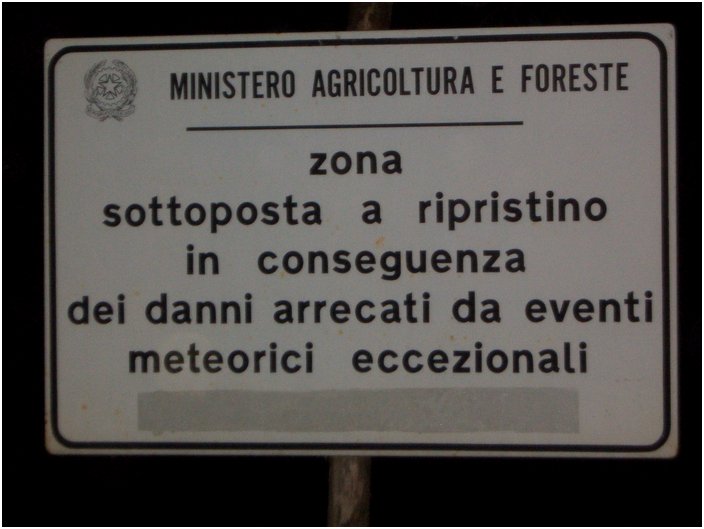 MINISTERO AGRICOLTURA E FORESTE
zona
sottoposta a ripristino
in conseguenza
dei danni arrecati da eventi
meteorici eccezionali